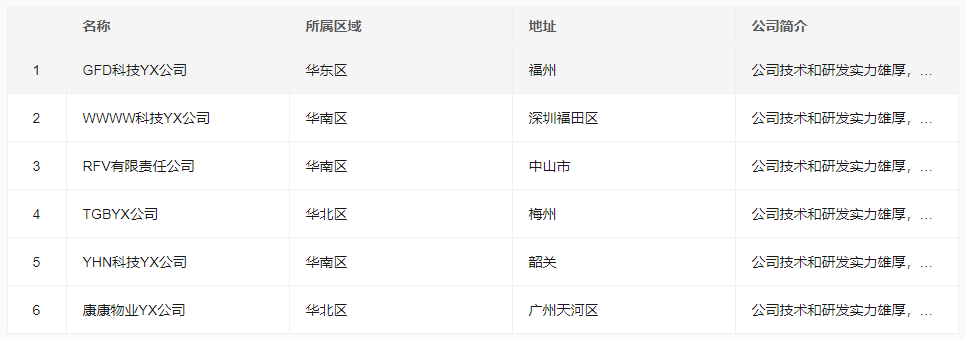 名称 所属区域 地址 公司简介
1 GFD科技YX公司 华东区 福州 公司技术和研发实力雄厚，...
2 WWWW科技YX公司 华南区 深圳福田区 公司技术和研发实力雄厚，...
3 RFV有限责任公司 华南区 中山市 公司技术和研发实力雄厚，...
4 TGBYX公司 华北区 梅州 公司技术和研发实力雄厚，...
5 YHN科技YX公司 华南区 韶关 公司技术和研发实力雄厚，...
6 康康物业YX公司 华北区 广州天河区 公司技术和研发实力雄厚，...